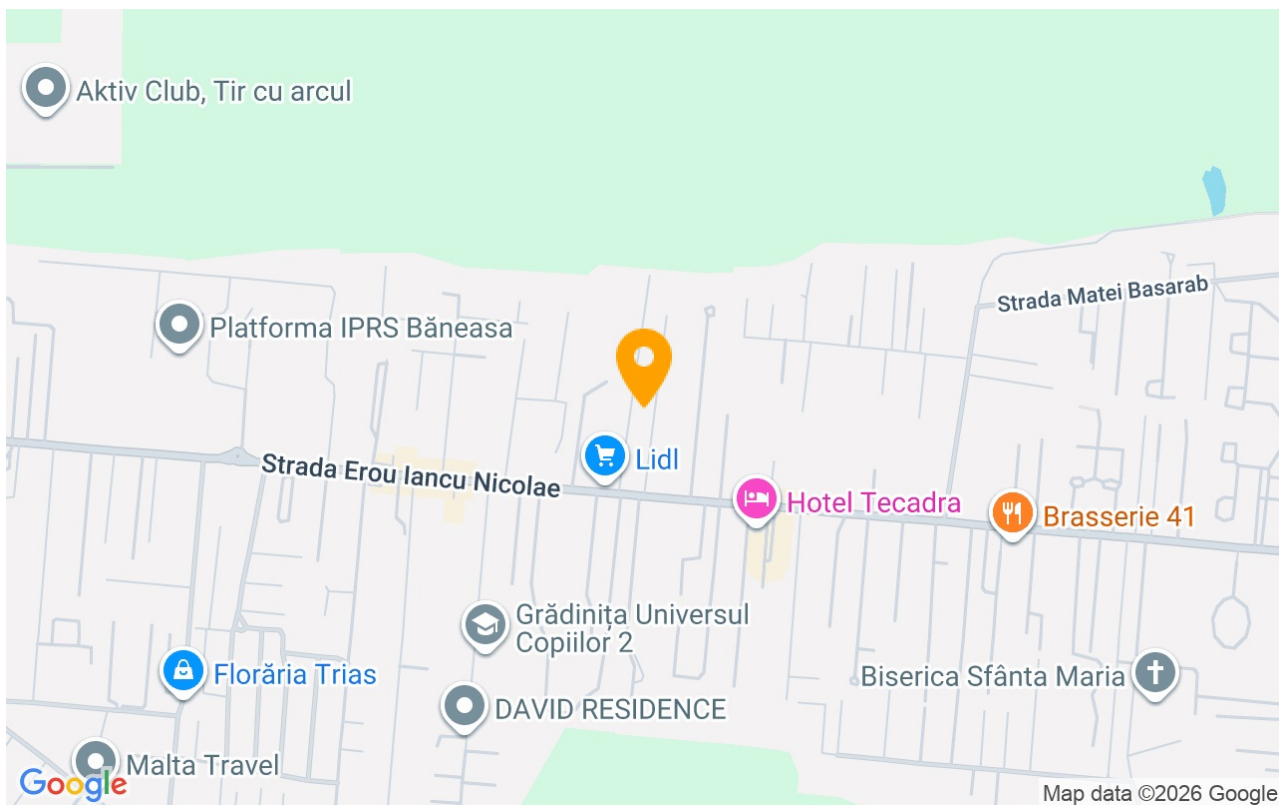 Aktiv Club, Tir cu arcul
Strada Matei Basarab
Platforma IPRS Băneasa
Strada Erou Iancu Nicolae
Lidl
Hotel Tecadra
Brasserie 41
Grădinița Universul
Copiilor 2
Florăria Trias
Biserica Sfânta Maria
DAVID RESIDENCE
Malta Travel
Google
Map data ©2026 Google